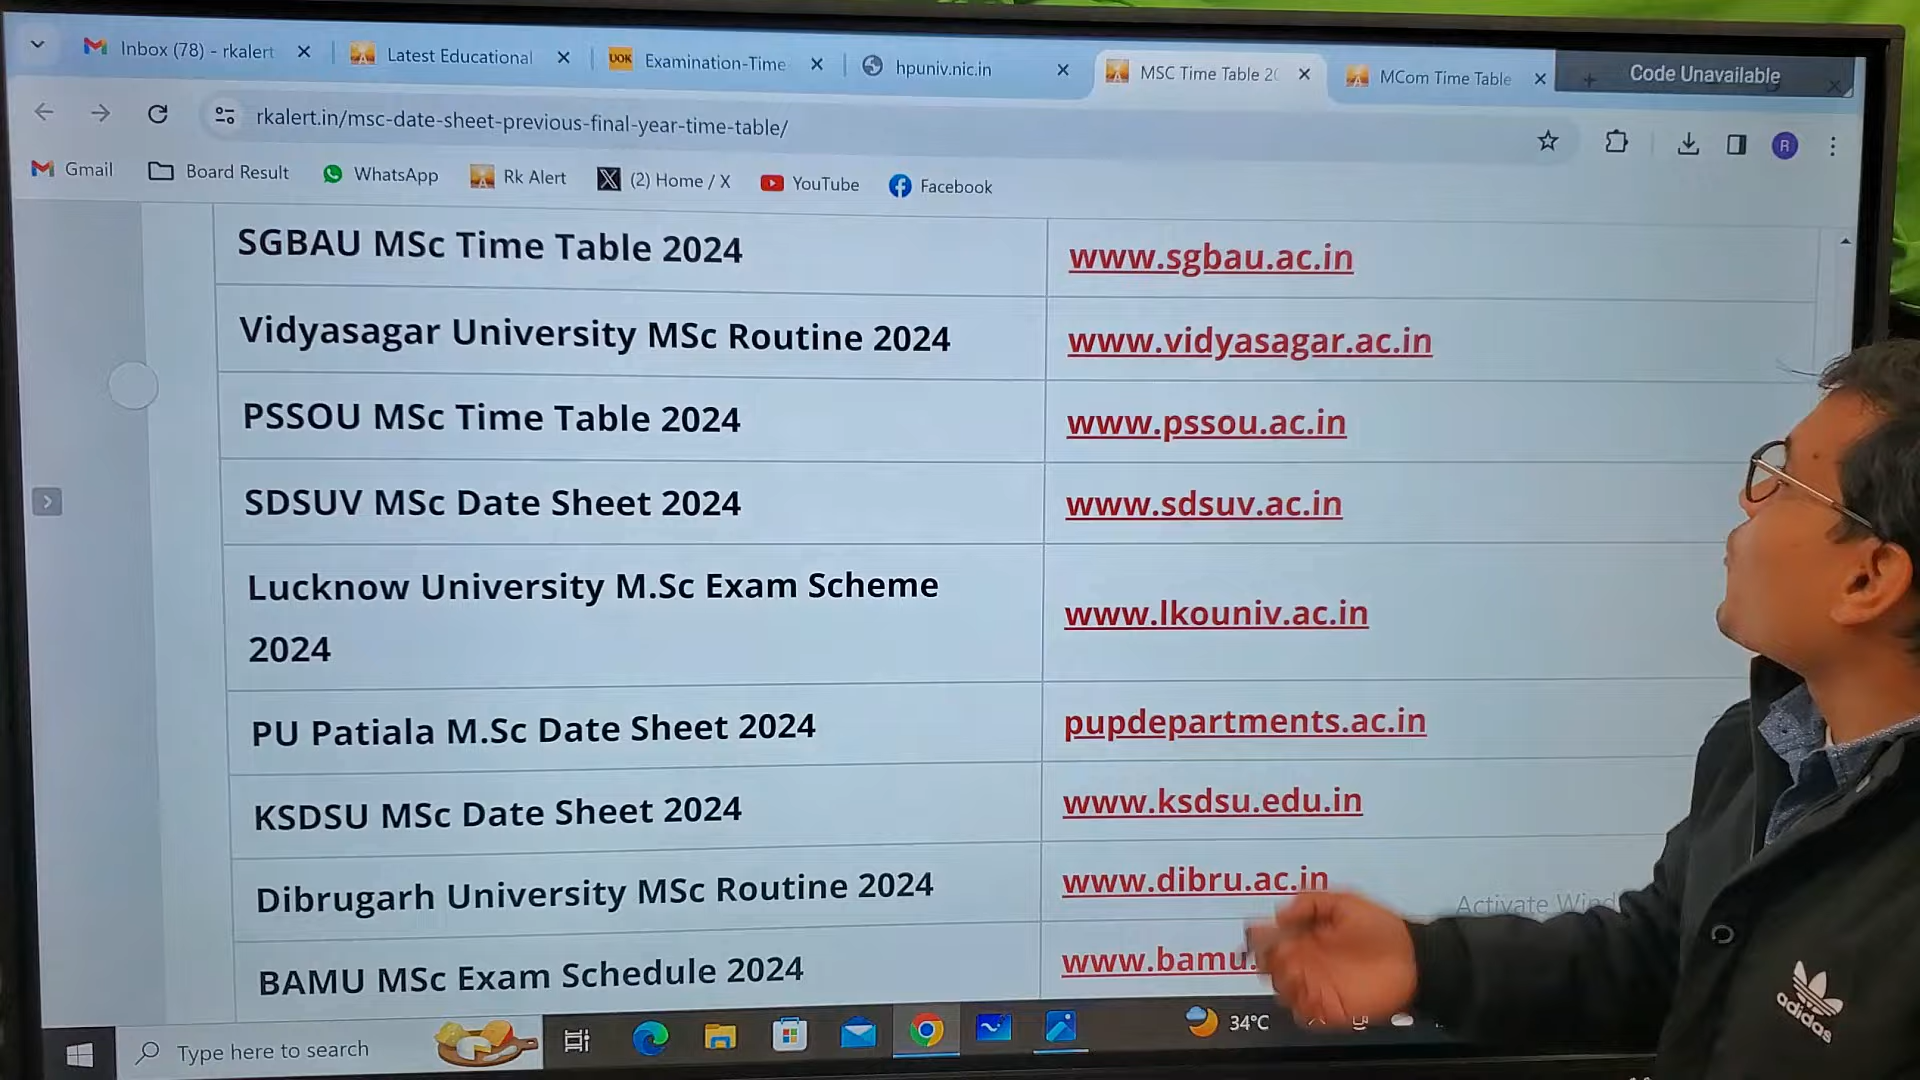 Inbox (78) - rkalert
Latest Educational
UOK
Examination-Time
hpuniv.nic.in
MSC Time Table 20
MCom Time Table
Code Unavailable
rkalert.in/msc-date-sheet-previous-final-year-time-table/
R
Gmail
Board Result
WhatsApp
Rk Alert
(2) Home / X
YouTube
Facebook
SGBAU MSc Time Table 2024
www.sgbau.ac.in
Vidyasagar University MSc Routine 2024
www.vidyasagar.ac.in
PSSOU MSc Time Table 2024
www.pssou.ac.in
SDSUV MSc Date Sheet 2024
www.sdsuv.ac.in
Lucknow University M.Sc Exam Scheme
2024
www.lkouniv.ac.in
PU Patiala M.Sc Date Sheet 2024
pupdepartments.ac.in
KSDSU MSc Date Sheet 2024
www.ksdsu.edu.in
Dibrugarh University MSc Routine 2024
www.dibru.ac.in
Activate Wind
BAMU MSc Exam Schedule 2024
www.bamu.
adidas
Type here to search
34°C